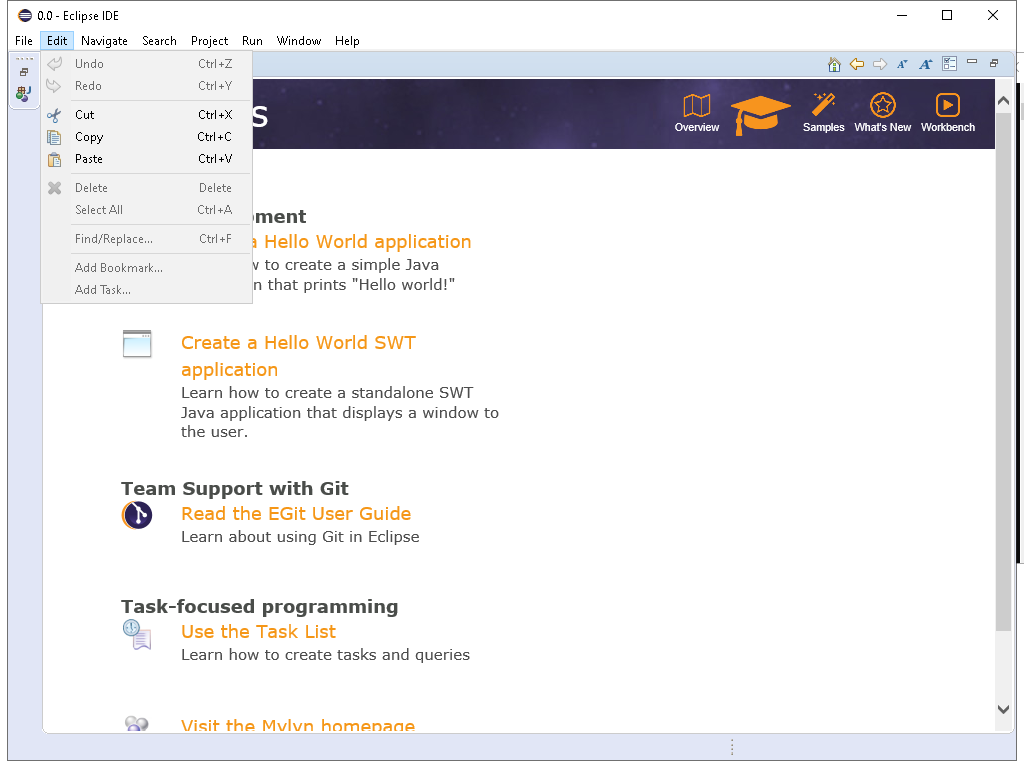 0.0 - Eclipse IDE
File Edit Navigate Search Project Run Window Help
Undo Ctrl+Z
Redo Ctrl+Y
Cut Ctrl+X
Copy Ctrl+C
Paste Ctrl+V
Delete Delete
Select All Ctrl+A
Find/Replace... Ctrl+F
Add Bookmark...
Add Task...
s
Overview Samples What's New Workbench
ment
a Hello World application
w to create a simple Java
n that prints "Hello world!"
Create a Hello World SWT
application
Learn how to create a standalone SWT
Java application that displays a window to
the user.
Team Support with Git
Read the EGit User Guide
Learn about using Git in Eclipse
Task-focused programming
Use the Task List
Learn how to create tasks and queries
Visit the Mylyn homepage